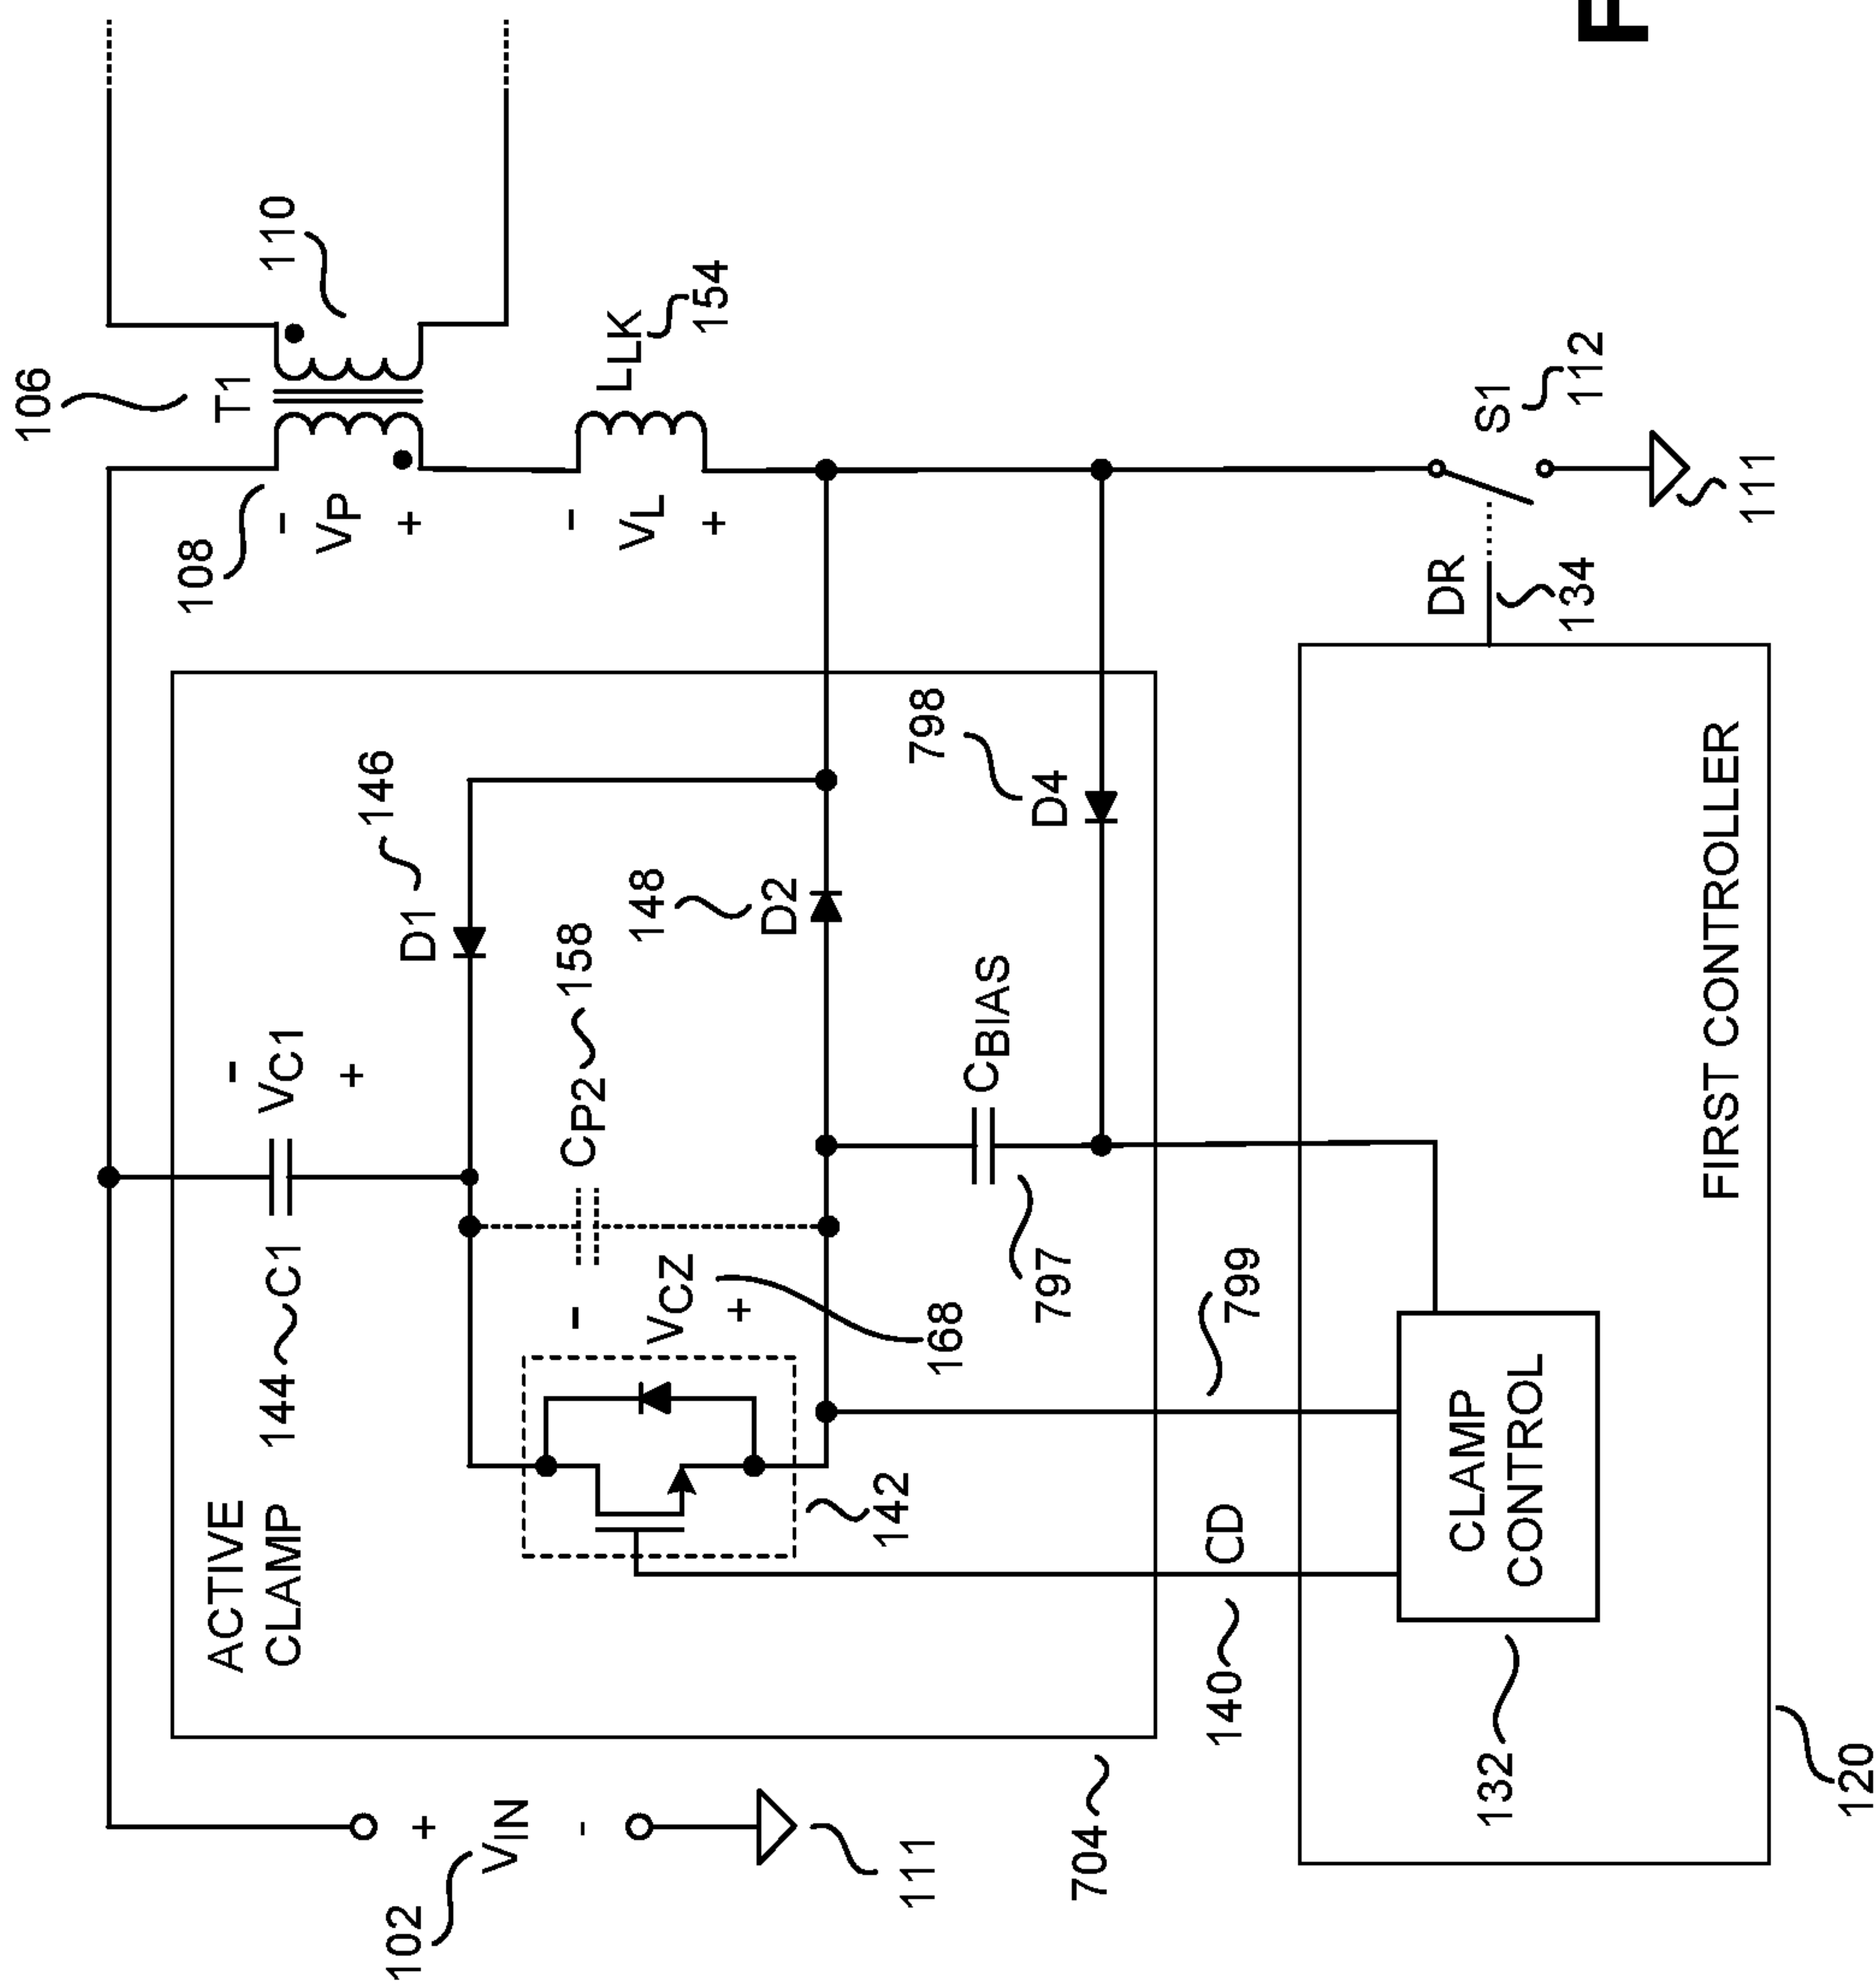 106
T1
110
108
-
VP
+
LLK
154
-
VL
+
ACTIVE
CLAMP
144
C1
-
VC1
+
146
D1
CP2
158
148
D2
-
VCZ
+
168
142
798
D4
CBIAS
797
799
102
+
VIN
-
111
704
140
CD
DR
134
S1
112
111
CLAMP
CONTROL
132
FIRST CONTROLLER
120
F